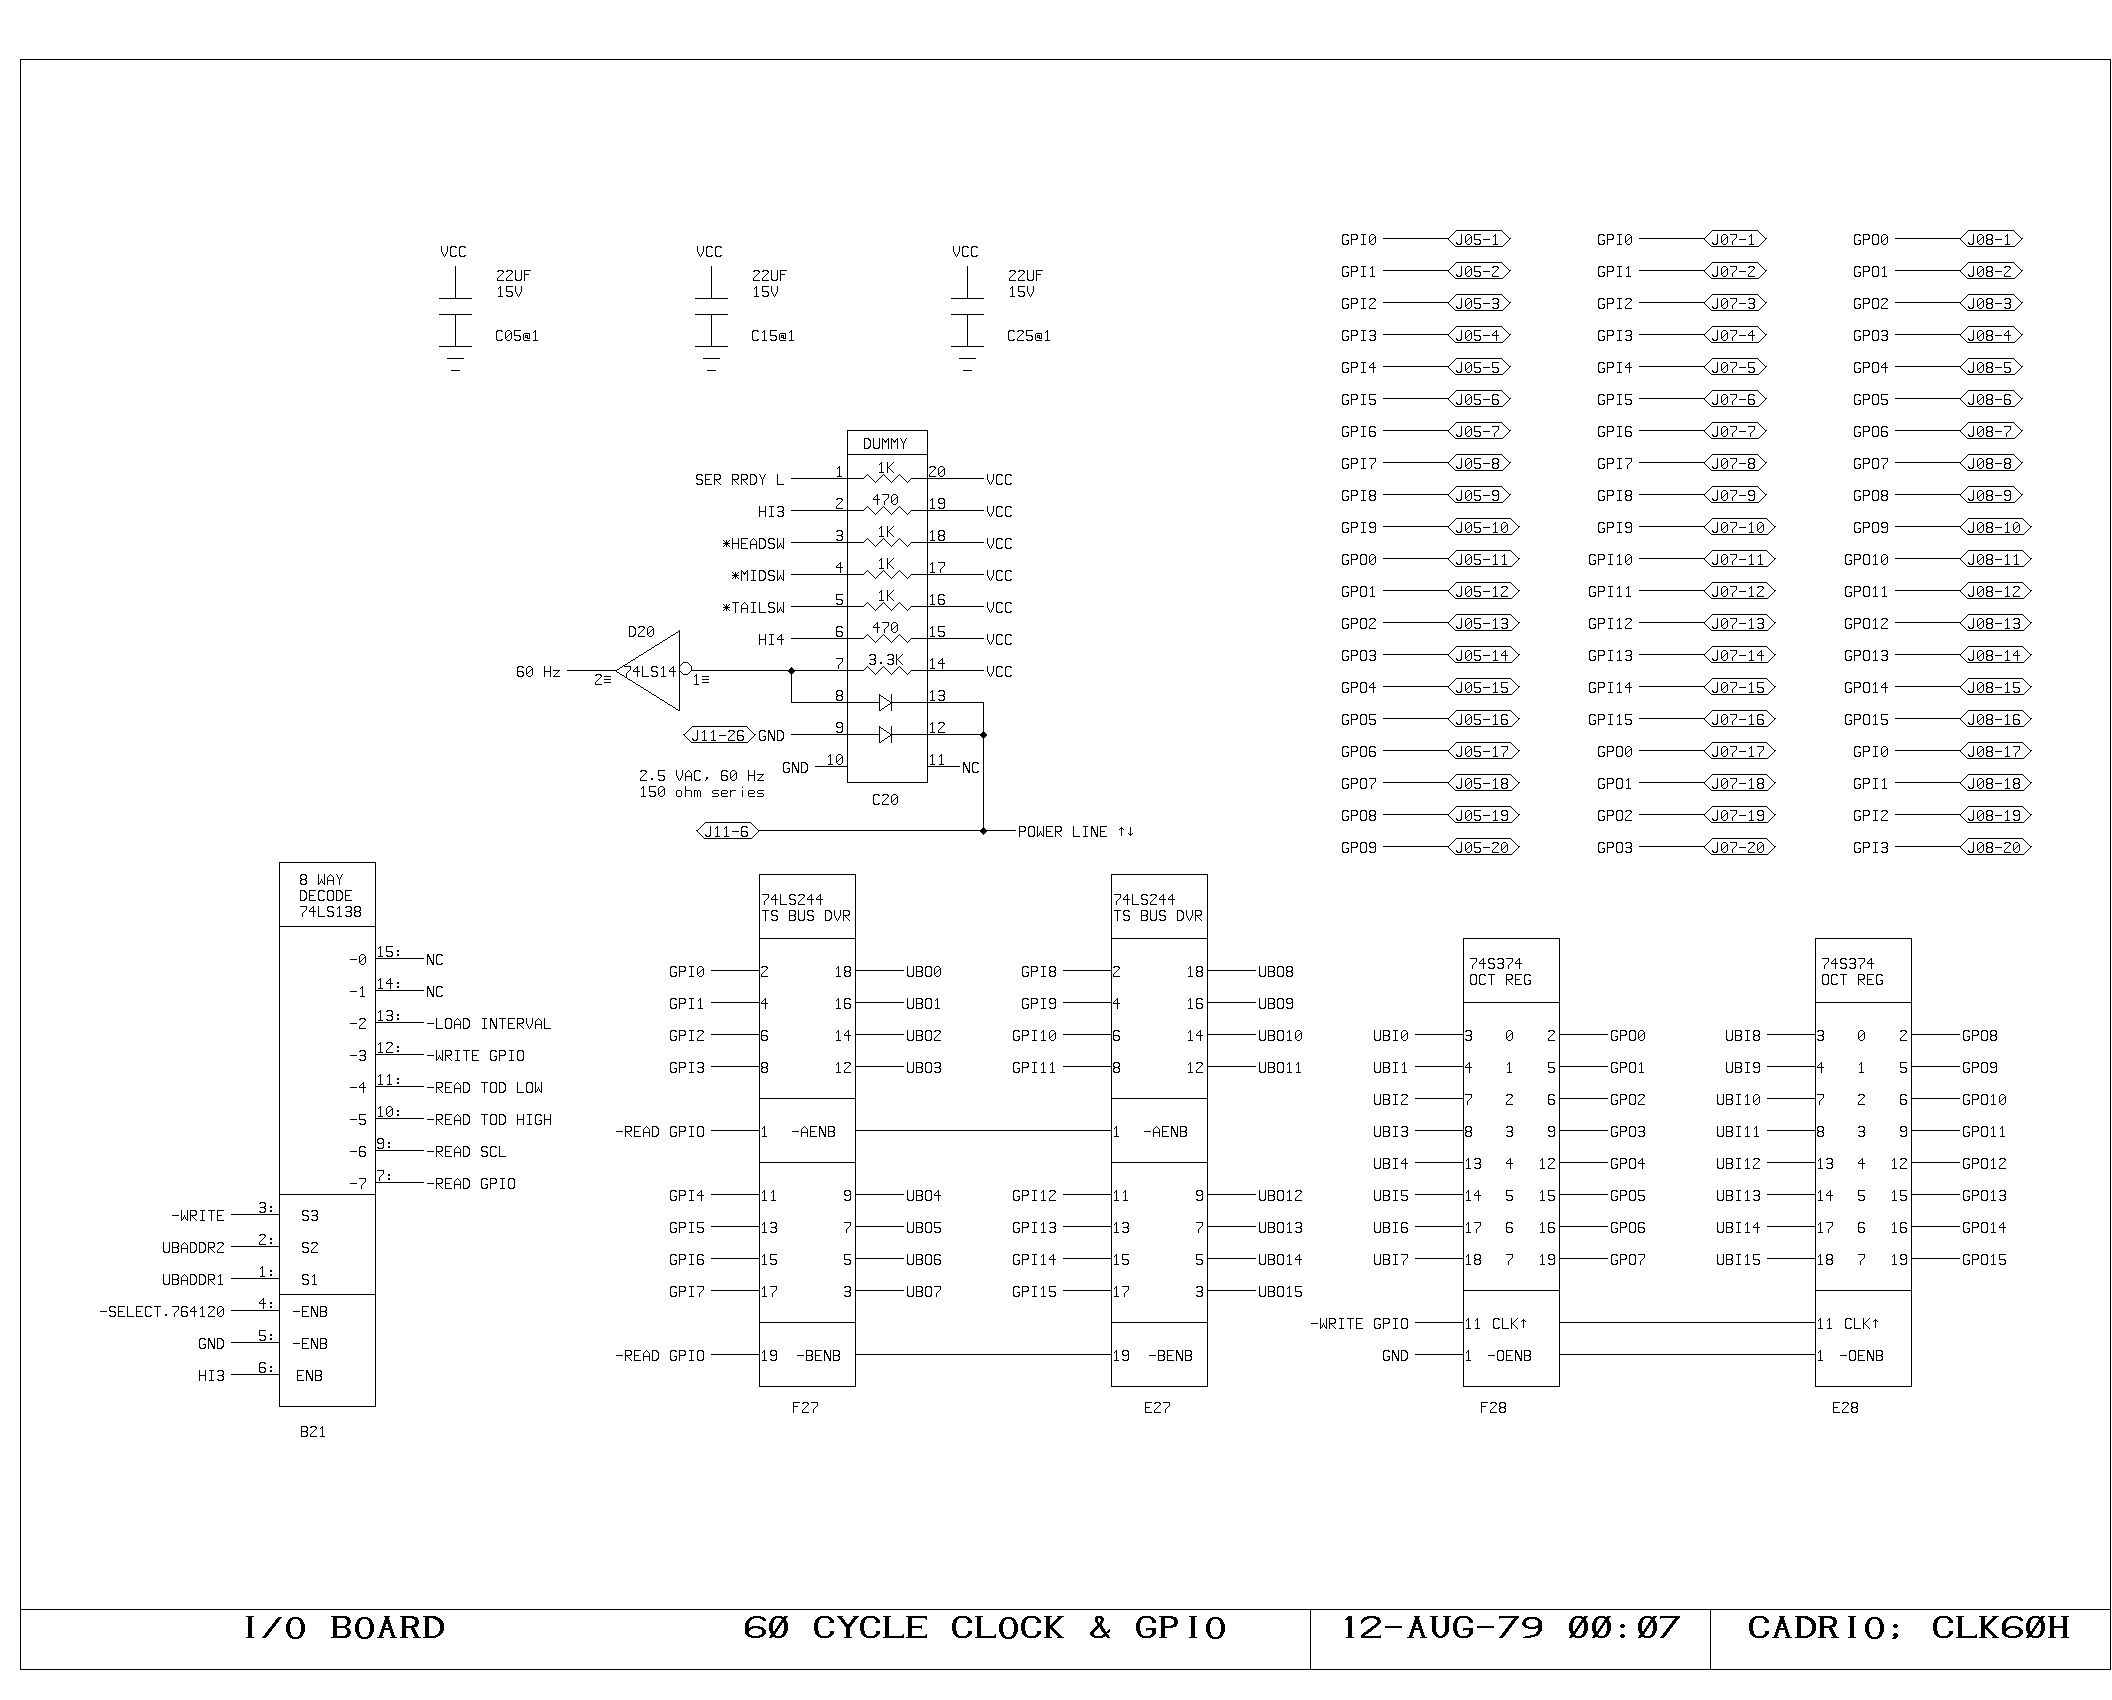 VCC
22UF
15V
C05@1
VCC
22UF
15V
C15@1
VCC
22UF
15V
C25@1
GPI0 J05-1
GPI1 J05-2
GPI2 J05-3
GPI3 J05-4
GPI4 J05-5
GPI5 J05-6
GPI6 J05-7
GPI7 J05-8
GPI8 J05-9
GPI9 J05-10
GPO0 J05-11
GPO1 J05-12
GPO2 J05-13
GPO3 J05-14
GPO4 J05-15
GPO5 J05-16
GPO6 J05-17
GPO7 J05-18
GPO8 J05-19
GPO9 J05-20
GPI0 J07-1
GPI1 J07-2
GPI2 J07-3
GPI3 J07-4
GPI4 J07-5
GPI5 J07-6
GPI6 J07-7
GPI7 J07-8
GPI8 J07-9
GPI9 J07-10
GPI10 J07-11
GPI11 J07-12
GPI12 J07-13
GPI13 J07-14
GPI14 J07-15
GPI15 J07-16
GPO0 J07-17
GPO1 J07-18
GPO2 J07-19
GPO3 J07-20
GPO0 J08-1
GPO1 J08-2
GPO2 J08-3
GPO3 J08-4
GPO4 J08-5
GPO5 J08-6
GPO6 J08-7
GPO7 J08-8
GPO8 J08-9
GPO9 J08-10
GPO10 J08-11
GPO11 J08-12
GPO12 J08-13
GPO13 J08-14
GPO14 J08-15
GPO15 J08-16
GPI0 J08-17
GPI1 J08-18
GPI2 J08-19
GPI3 J08-20
DUMMY
SER RRDY L 1 1K 20 VCC
HI3 2 470 19 VCC
*HEADSW 3 1K 18 VCC
*MIDSW 4 1K 17 VCC
*TAILSW 5 1K 16 VCC
HI4 6 470 15 VCC
D20
60 Hz 2≡ 74LS14 1≡ 7 3.3K 14 VCC
8 13
J11-26 GND 9 12
GND 10 11 NC
2.5 VAC, 60 Hz
150 ohm series
C20
J11-6 POWER LINE ↑↓
8 WAY
DECODE
74LS138
-0 15: NC
-1 14: NC
-2 13: -LOAD INTERVAL
-3 12: -WRITE GPIO
-4 11: -READ TOD LOW
-5 10: -READ TOD HIGH
-6 9: -READ SCL
-7 7: -READ GPIO
-WRITE 3: S3
UBADDR2 2: S2
UBADDR1 1: S1
-SELECT.764120 4: -ENB
GND 5: -ENB
HI3 6: ENB
B21
74LS244
TS BUS DVR
GPI0 2 18 UBO0
GPI1 4 16 UBO1
GPI2 6 14 UBO2
GPI3 8 12 UBO3
-READ GPIO 1 -AENB
GPI4 11 9 UBO4
GPI5 13 7 UBO5
GPI6 15 5 UBO6
GPI7 17 3 UBO7
-READ GPIO 19 -BENB
F27
74LS244
TS BUS DVR
GPI8 2 18 UBO8
GPI9 4 16 UBO9
GPI10 6 14 UBO10
GPI11 8 12 UBO11
1 -AENB
GPI12 11 9 UBO12
GPI13 13 7 UBO13
GPI14 15 5 UBO14
GPI15 17 3 UBO15
19 -BENB
E27
74S374
OCT REG
UBI0 3 0 2 GPO0
UBI1 4 1 5 GPO1
UBI2 7 2 6 GPO2
UBI3 8 3 9 GPO3
UBI4 13 4 12 GPO4
UBI5 14 5 15 GPO5
UBI6 17 6 16 GPO6
UBI7 18 7 19 GPO7
-WRITE GPIO 11 CLK↑
GND 1 -OENB
F28
74S374
OCT REG
UBI8 3 0 2 GPO8
UBI9 4 1 5 GPO9
UBI10 7 2 6 GPO10
UBI11 8 3 9 GPO11
UBI12 13 4 12 GPO12
UBI13 14 5 15 GPO13
UBI14 17 6 16 GPO14
UBI15 18 7 19 GPO15
11 CLK↑
1 -OENB
E28
I/O BOARD
60 CYCLE CLOCK & GPIO
12-AUG-79 00:07
CADRIO; CLK60H